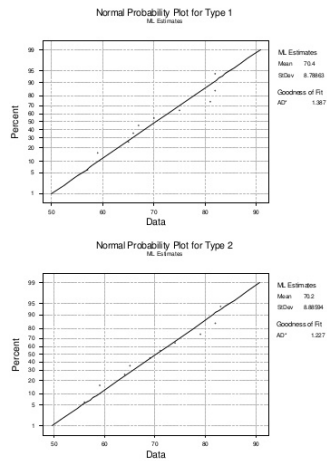 Normal Probability Plot for Type 1
ML Estimates
99
95
90
80
70
60
50
40
30
20
10
5
1
Percent
50 60 70 80 90
Data
ML Estimates
Mean 70.4
StDev 8.78863
Goodness of Fit
AD* 1.387
Normal Probability Plot for Type 2
ML Estimates
99
95
90
80
70
60
50
40
30
20
10
5
1
Percent
50 60 70 80 90
Data
ML Estimates
Mean 70.2
StDev 8.88594
Goodness of Fit
AD* 1.227